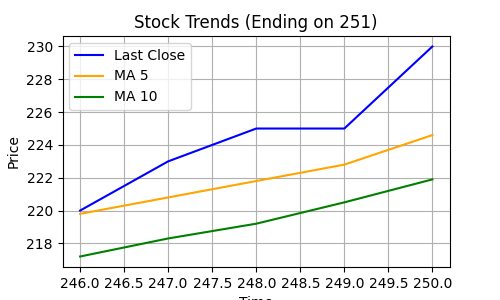 Stock Trends (Ending on 251)
Last Close
MA 5
MA 10
Price
230
228
226
224
222
220
218
246.0 246.5 247.0 247.5 248.0 248.5 249.0 249.5 250.0
Time